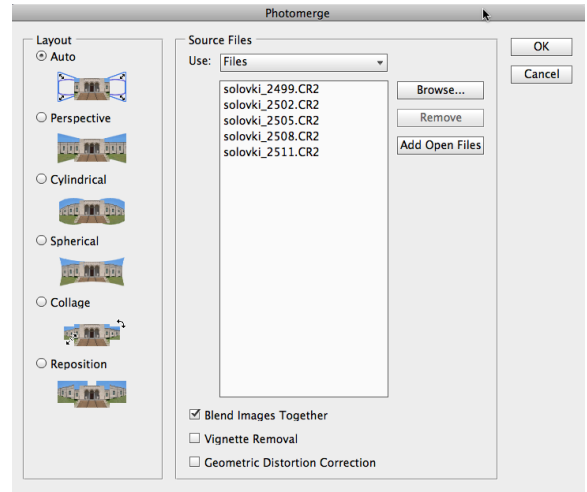 Photomerge
Layout
Auto
Perspective
Cylindrical
Spherical
Collage
Reposition
Source Files
Use: Files
solovki_2499.CR2
solovki_2502.CR2
solovki_2505.CR2
solovki_2508.CR2
solovki_2511.CR2
Browse...
Remove
Add Open Files
Blend Images Together
Vignette Removal
Geometric Distortion Correction
OK
Cancel